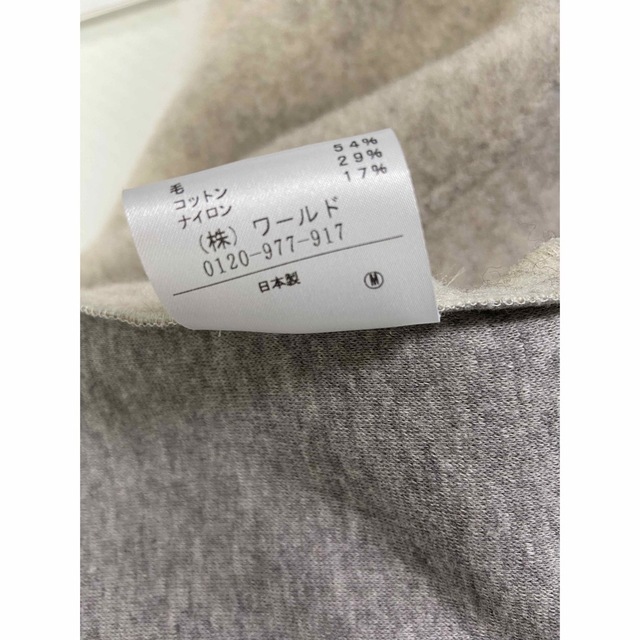 毛 54%
コットン 29%
ナイロン 17%
(株) ワールド
0120-977-917
日本製 Ⓜ